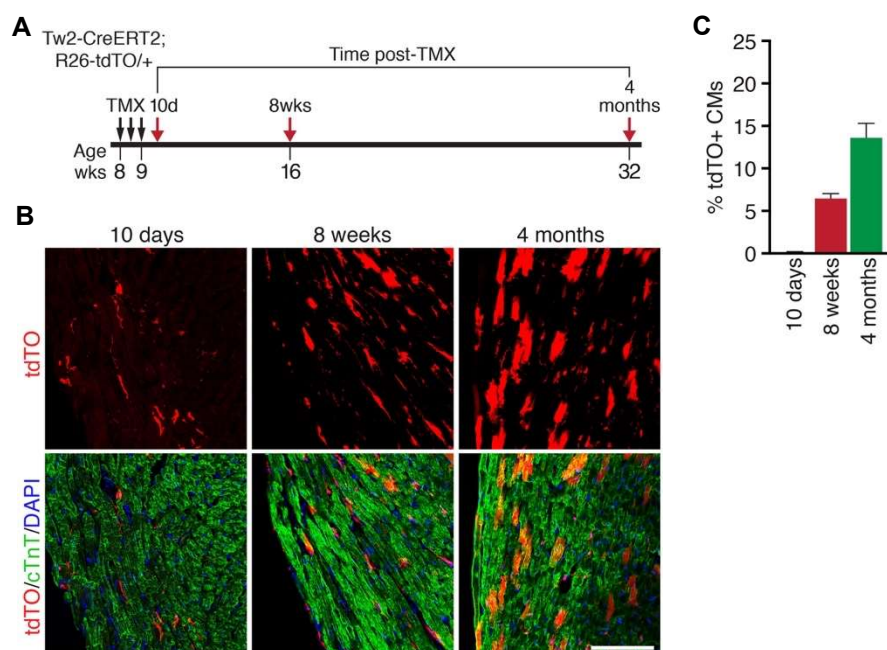 A
Tw2-CreERT2;
R26-tdTO/+
Time post-TMX
TMX 10d 8wks 4 months
Age wks 8 9 16 32
B
10 days 8 weeks 4 months
tdTO
tdTO/cTnT/DAPI
C
% tdTO+ CMs
25
20
15
10
5
0
10 days
8 weeks
4 months